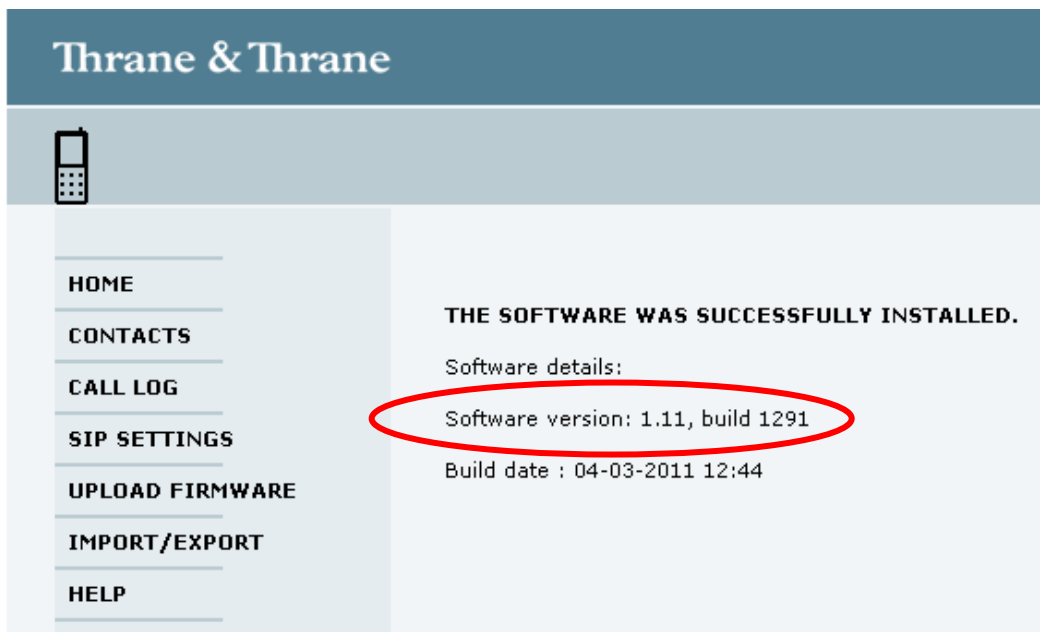 Thrane & Thrane
HOME
CONTACTS
CALL LOG
SIP SETTINGS
UPLOAD FIRMWARE
IMPORT/EXPORT
HELP
THE SOFTWARE WAS SUCCESSFULLY INSTALLED.
Software details:
Software version: 1.11, build 1291
Build date : 04-03-2011 12:44